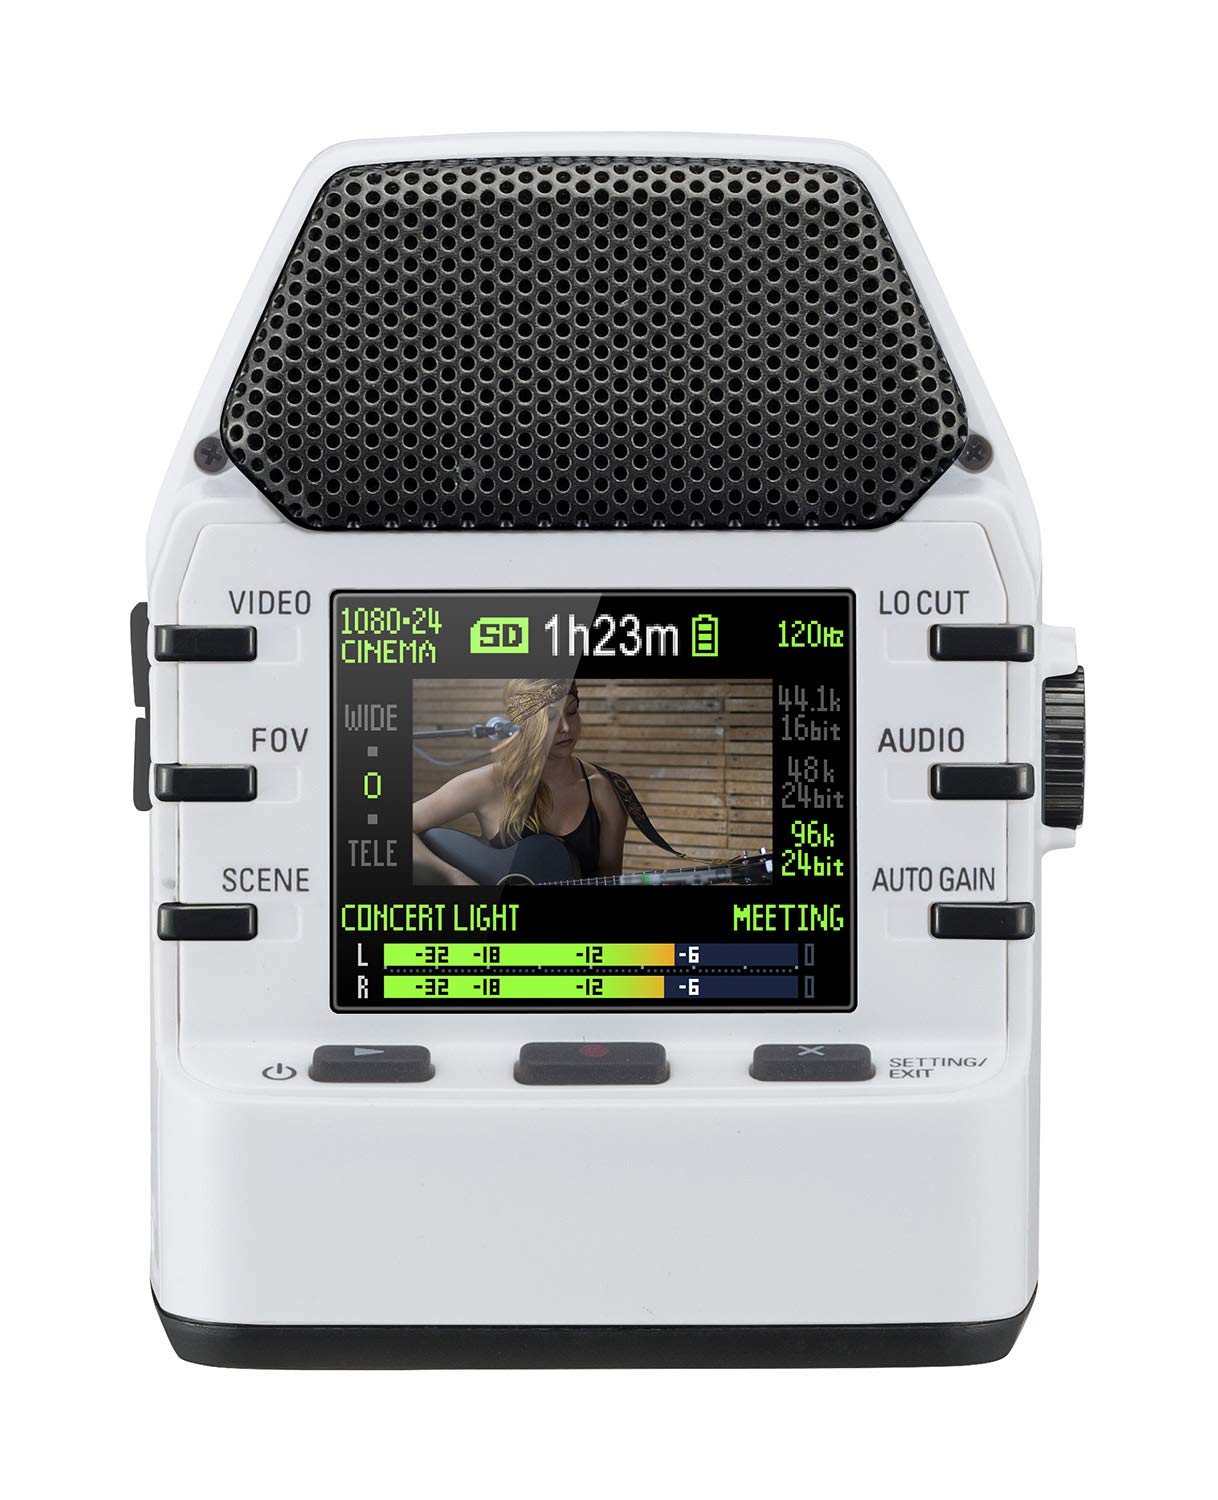 VIDEO
FOV
SCENE
1080·24
CINEMA
SD
1h23m
120Hz
WIDE
0
TELE
44.1k
16bit
48k
24bit
96k
24bit
CONCERT LIGHT
MEETING
L -32 -18 -12 -6 0
R -32 -18 -12 -6 0
LO CUT
AUDIO
AUTO GAIN
SETTING/
EXIT